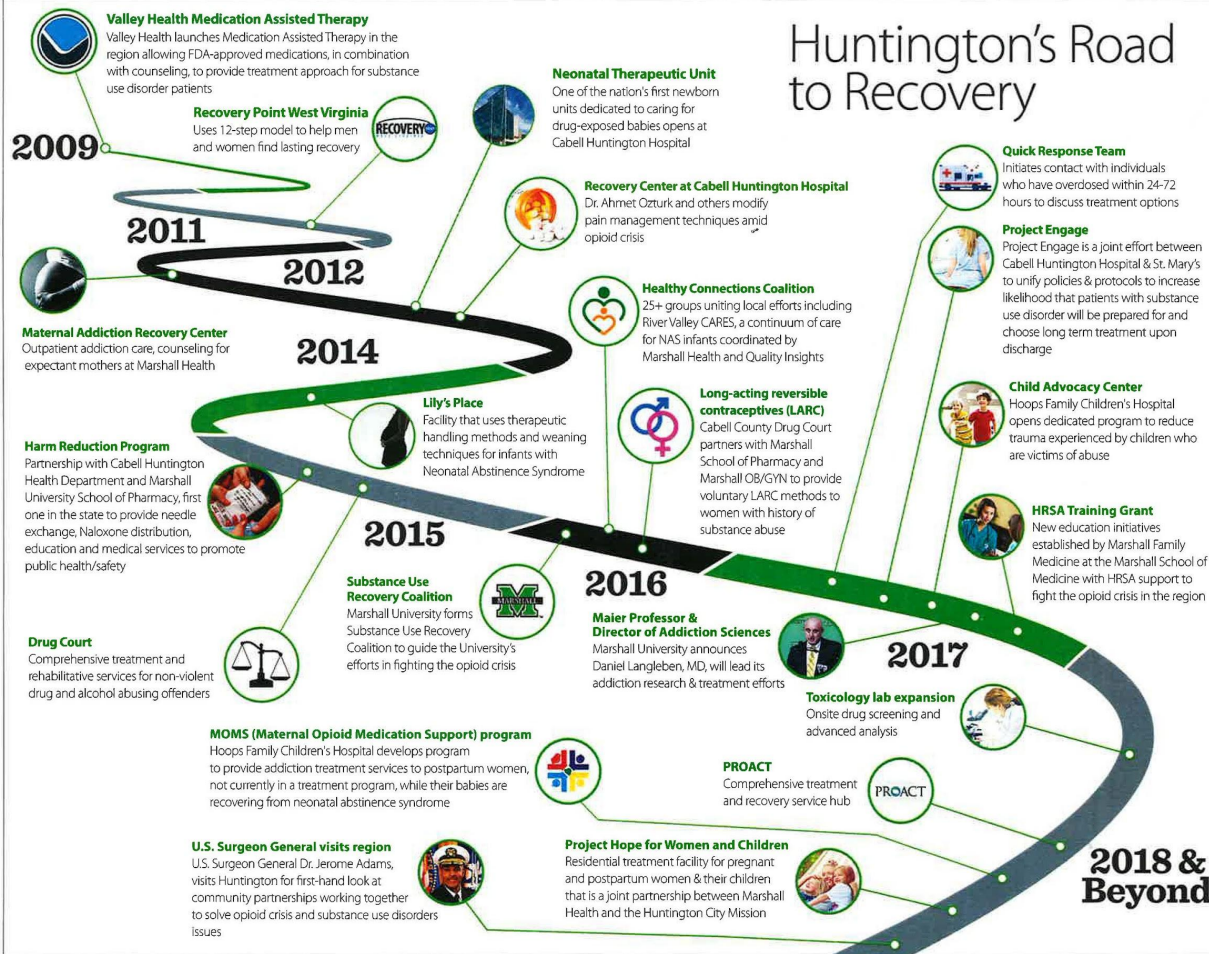 Huntington's Road
to Recovery
Valley Health Medication Assisted Therapy
Valley Health launches Medication Assisted Therapy in the
region allowing FDA-approved medications, in combination
with counseling, to provide treatment approach for substance
use disorder patients
2009
Recovery Point West Virginia
Uses 12-step model to help men
and women find lasting recovery
RECOVERY
2011
Neonatal Therapeutic Unit
One of the nation's first newborn
units dedicated to caring for
drug-exposed babies opens at
Cabell Huntington Hospital
Recovery Center at Cabell Huntington Hospital
Dr. Ahmet Ozturk and others modify
pain management techniques amid
opioid crisis
2012
Maternal Addiction Recovery Center
Outpatient addiction care, counseling for
expectant mothers at Marshall Health
2014
Lily's Place
Facility that uses therapeutic
handling methods and weaning
techniques for infants with
Neonatal Abstinence Syndrome
Harm Reduction Program
Partnership with Cabell Huntington
Health Department and Marshall
University School of Pharmacy, first
one in the state to provide needle
exchange, Naloxone distribution,
education and medical services to promote
public health/safety
2015
Drug Court
Comprehensive treatment and
rehabilitative services for non-violent
drug and alcohol abusing offenders
Healthy Connections Coalition
25+ groups uniting local efforts including
River Valley CARES, a continuum of care
for NAS infants coordinated by
Marshall Health and Quality Insights
Long-acting reversible
contraceptives (LARC)
Cabell County Drug Court
partners with Marshall
School of Pharmacy and
Marshall OB/GYN to provide
voluntary LARC methods to
women with history of
substance abuse
Substance Use
Recovery Coalition
Marshall University forms
Substance Use Recovery
Coalition to guide the University's
efforts in fighting the opioid crisis
M
MARSHALL
2016
Quick Response Team
Initiates contact with individuals
who have overdosed within 24-72
hours to discuss treatment options
Project Engage
Project Engage is a joint effort between
Cabell Huntington Hospital & St. Mary's
to unify policies & protocols to increase
likelihood that patients with substance
use disorder will be prepared for and
choose long term treatment upon
discharge
Child Advocacy Center
Hoops Family Children's Hospital
opens dedicated program to reduce
trauma experienced by children who
are victims of abuse
HRSA Training Grant
New education initiatives
established by Marshall Family
Medicine at the Marshall School of
Medicine with HRSA support to
fight the opioid crisis in the region
Maier Professor &
Director of Addiction Sciences
Marshall University announces
Daniel Langleben, MD, will lead its
addiction research & treatment efforts
2017
Toxicology lab expansion
Onsite drug screening and
advanced analysis
PROACT
Comprehensive treatment
and recovery service hub
PROACT
MOMS (Maternal Opioid Medication Support) program
Hoops Family Children's Hospital develops program
to provide addiction treatment services to postpartum women,
not currently in a treatment program, while their babies are
recovering from neonatal abstinence syndrome
Project Hope for Women and Children
Residential treatment facility for pregnant
and postpartum women & their children
that is a joint partnership between Marshall
Health and the Huntington City Mission
U.S. Surgeon General visits region
U.S. Surgeon General Dr. Jerome Adams,
visits Huntington for first-hand look at
community partnerships working together
to solve opioid crisis and substance use disorders
issues
2018 &
Beyond